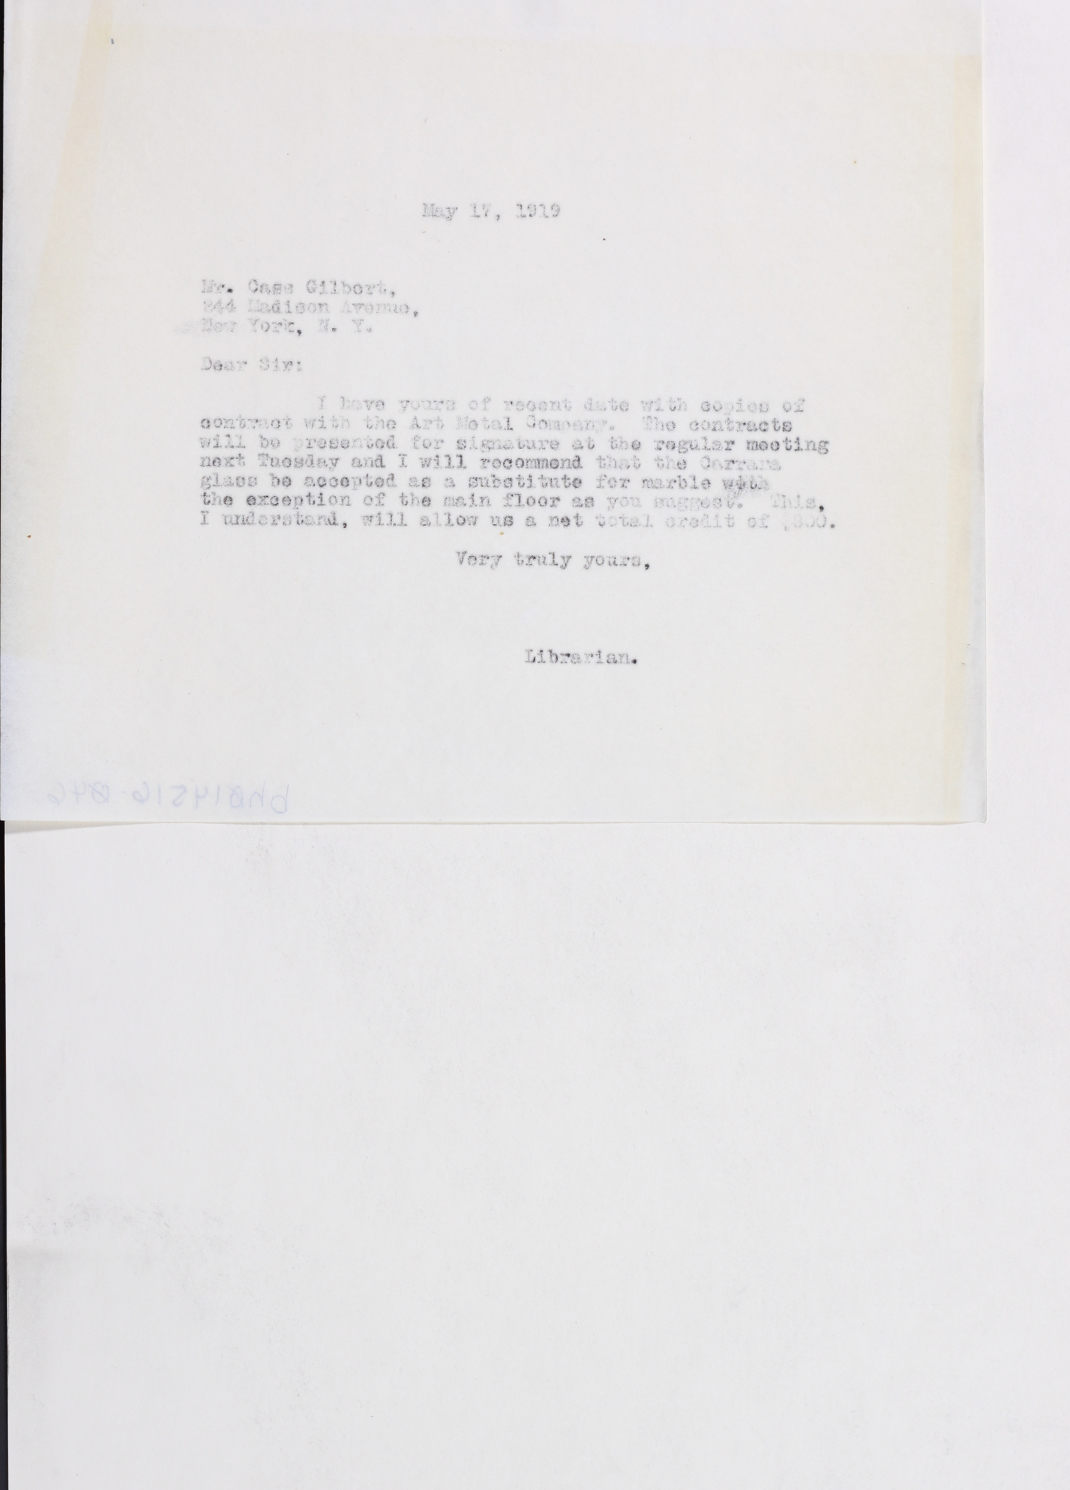 May 17, 1919
Mr. Cass Gilbert,
244 Madison Avenue,
New York, N. Y.
Dear Sir:
I have yours of recent date with copies of
contract with the Art Metal Company. The contracts
will be presented for signature at the regular meeting
next Tuesday and I will recommend that the Carrara
glass be accepted as a substitute for marble with
the exception of the main floor as you suggest. This,
I understand, will allow us a net total credit of
Very truly yours,
Librarian.